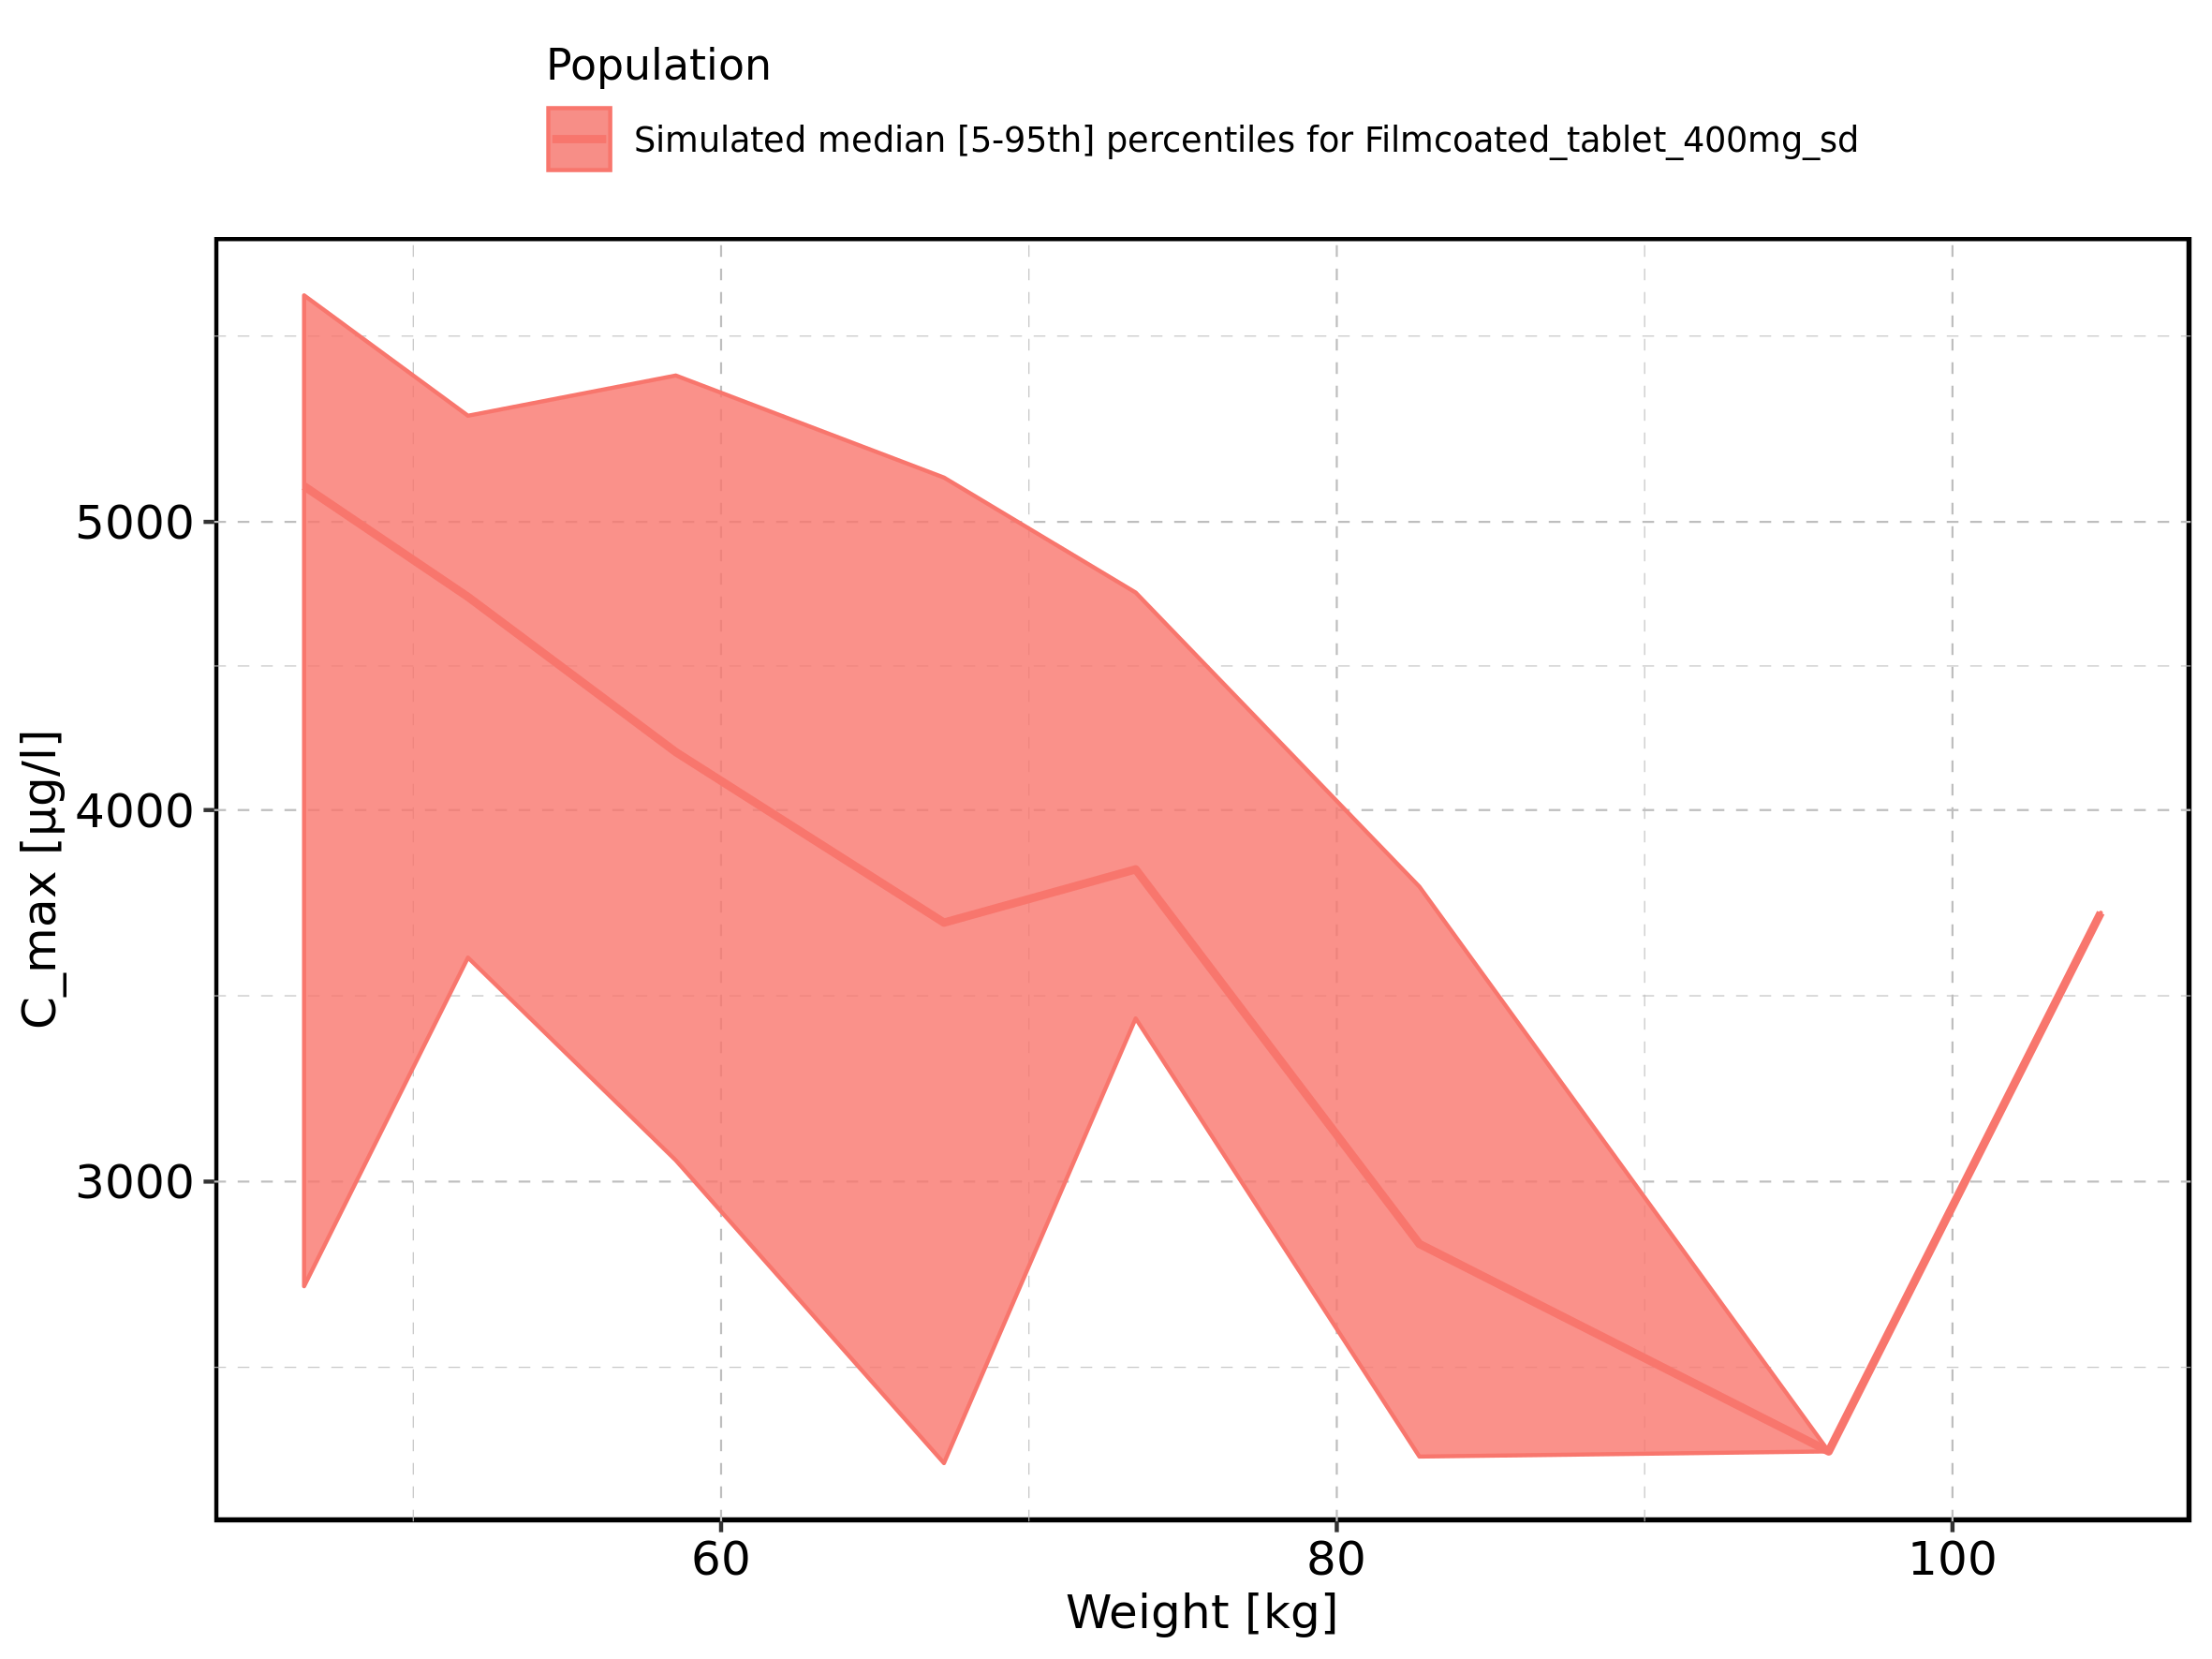 Population
Simulated median [5-95th] percentiles for Filmcoated_tablet_400mg_sd
5000
4000
3000
C_max [µg/l]
60 80 100
Weight [kg]